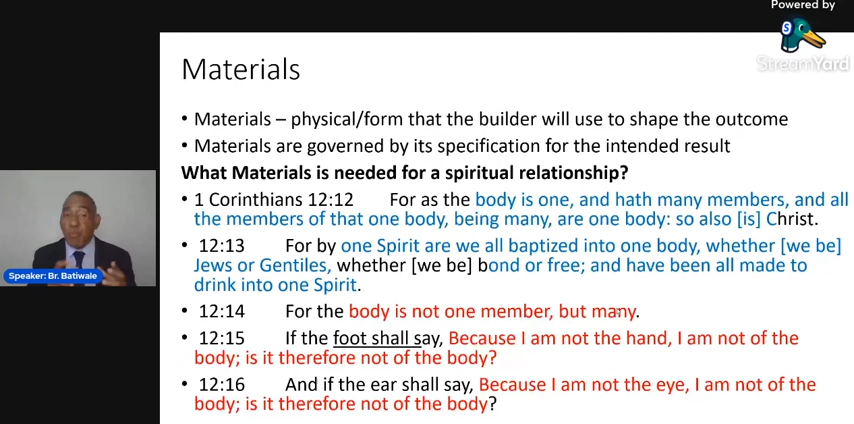 Powered by
StreamYard
Materials
• Materials – physical/form that the builder will use to shape the outcome
• Materials are governed by its specification for the intended result
What Materials is needed for a spiritual relationship?
• 1 Corinthians 12:12 For as the body is one, and hath many members, and all
the members of that one body, being many, are one body: so also [is] Christ.
• 12:13 For by one Spirit are we all baptized into one body, whether [we be]
Jews or Gentiles, whether [we be] bond or free; and have been all made to
drink into one Spirit.
• 12:14 For the body is not one member, but many.
• 12:15 If the foot shall say, Because I am not the hand, I am not of the
body; is it therefore not of the body?
• 12:16 And if the ear shall say, Because I am not the eye, I am not of the
body; is it therefore not of the body?
Speaker: Br. Batiwale